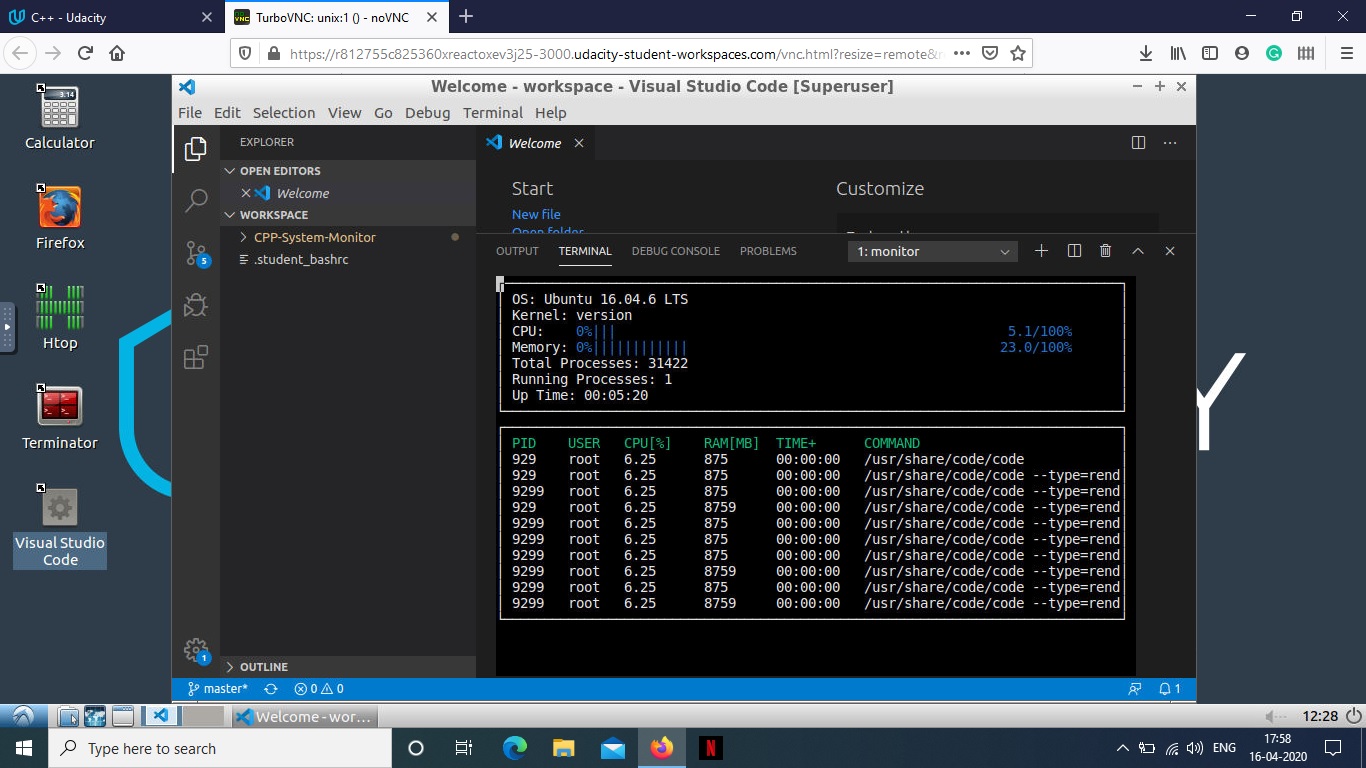 C++ - Udacity
TurboVNC: unix:1 () - noVNC
https://r812755c825360xreactoxev3j25-3000.udacity-student-workspaces.com/vnc.html?resize=remote&
Calculator
Firefox
Htop
Terminator
Visual Studio
Code
Y
Welcome - workspace - Visual Studio Code [Superuser]
File Edit Selection View Go Debug Terminal Help
EXPLORER
OPEN EDITORS
Welcome
WORKSPACE
CPP-System-Monitor
.student_bashrc
OUTLINE
5
1
Welcome
Start
Customize
New file
Open folder
OUTPUT TERMINAL DEBUG CONSOLE PROBLEMS 1: monitor
OS: Ubuntu 16.04.6 LTS
Kernel: version
CPU: 0%||| 5.1/100%
Memory: 0%|||||||||||| 23.0/100%
Total Processes: 31422
Running Processes: 1
Up Time: 00:05:20
PID USER CPU[%] RAM[MB] TIME+ COMMAND
929 root 6.25 875 00:00:00 /usr/share/code/code
929 root 6.25 875 00:00:00 /usr/share/code/code --type=rend
9299 root 6.25 875 00:00:00 /usr/share/code/code --type=rend
929 root 6.25 8759 00:00:00 /usr/share/code/code --type=rend
9299 root 6.25 875 00:00:00 /usr/share/code/code --type=rend
9299 root 6.25 875 00:00:00 /usr/share/code/code --type=rend
9299 root 6.25 875 00:00:00 /usr/share/code/code --type=rend
9299 root 6.25 8759 00:00:00 /usr/share/code/code --type=rend
9299 root 6.25 875 00:00:00 /usr/share/code/code --type=rend
9299 root 6.25 8759 00:00:00 /usr/share/code/code --type=rend
master* 0 0 1
Welcome - wor...
12:28
Type here to search
ENG
17:58
16-04-2020